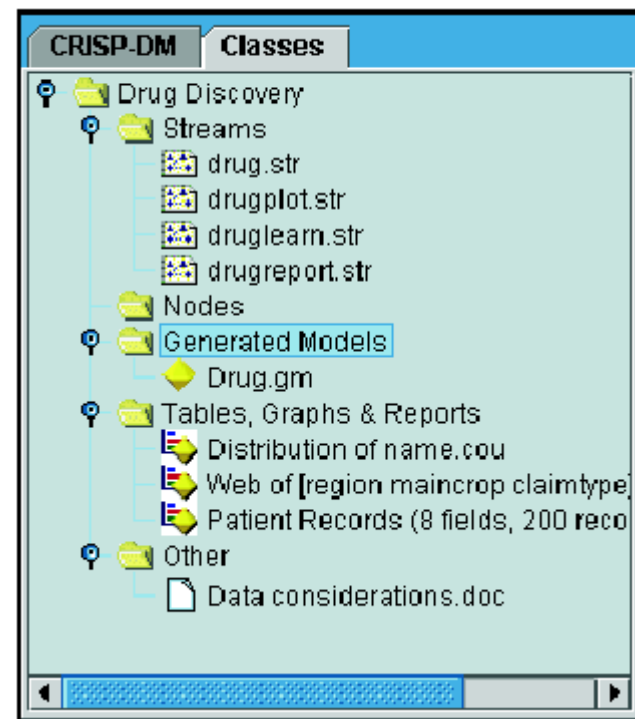 CRISP-DM Classes
Drug Discovery
Streams
drug.str
drugplot.str
druglearn.str
drugreport.str
Nodes
Generated Models
Drug.gm
Tables, Graphs & Reports
Distribution of name.cou
Web of [region maincrop claimtype]
Patient Records (8 fields, 200 reco
Other
Data considerations.doc